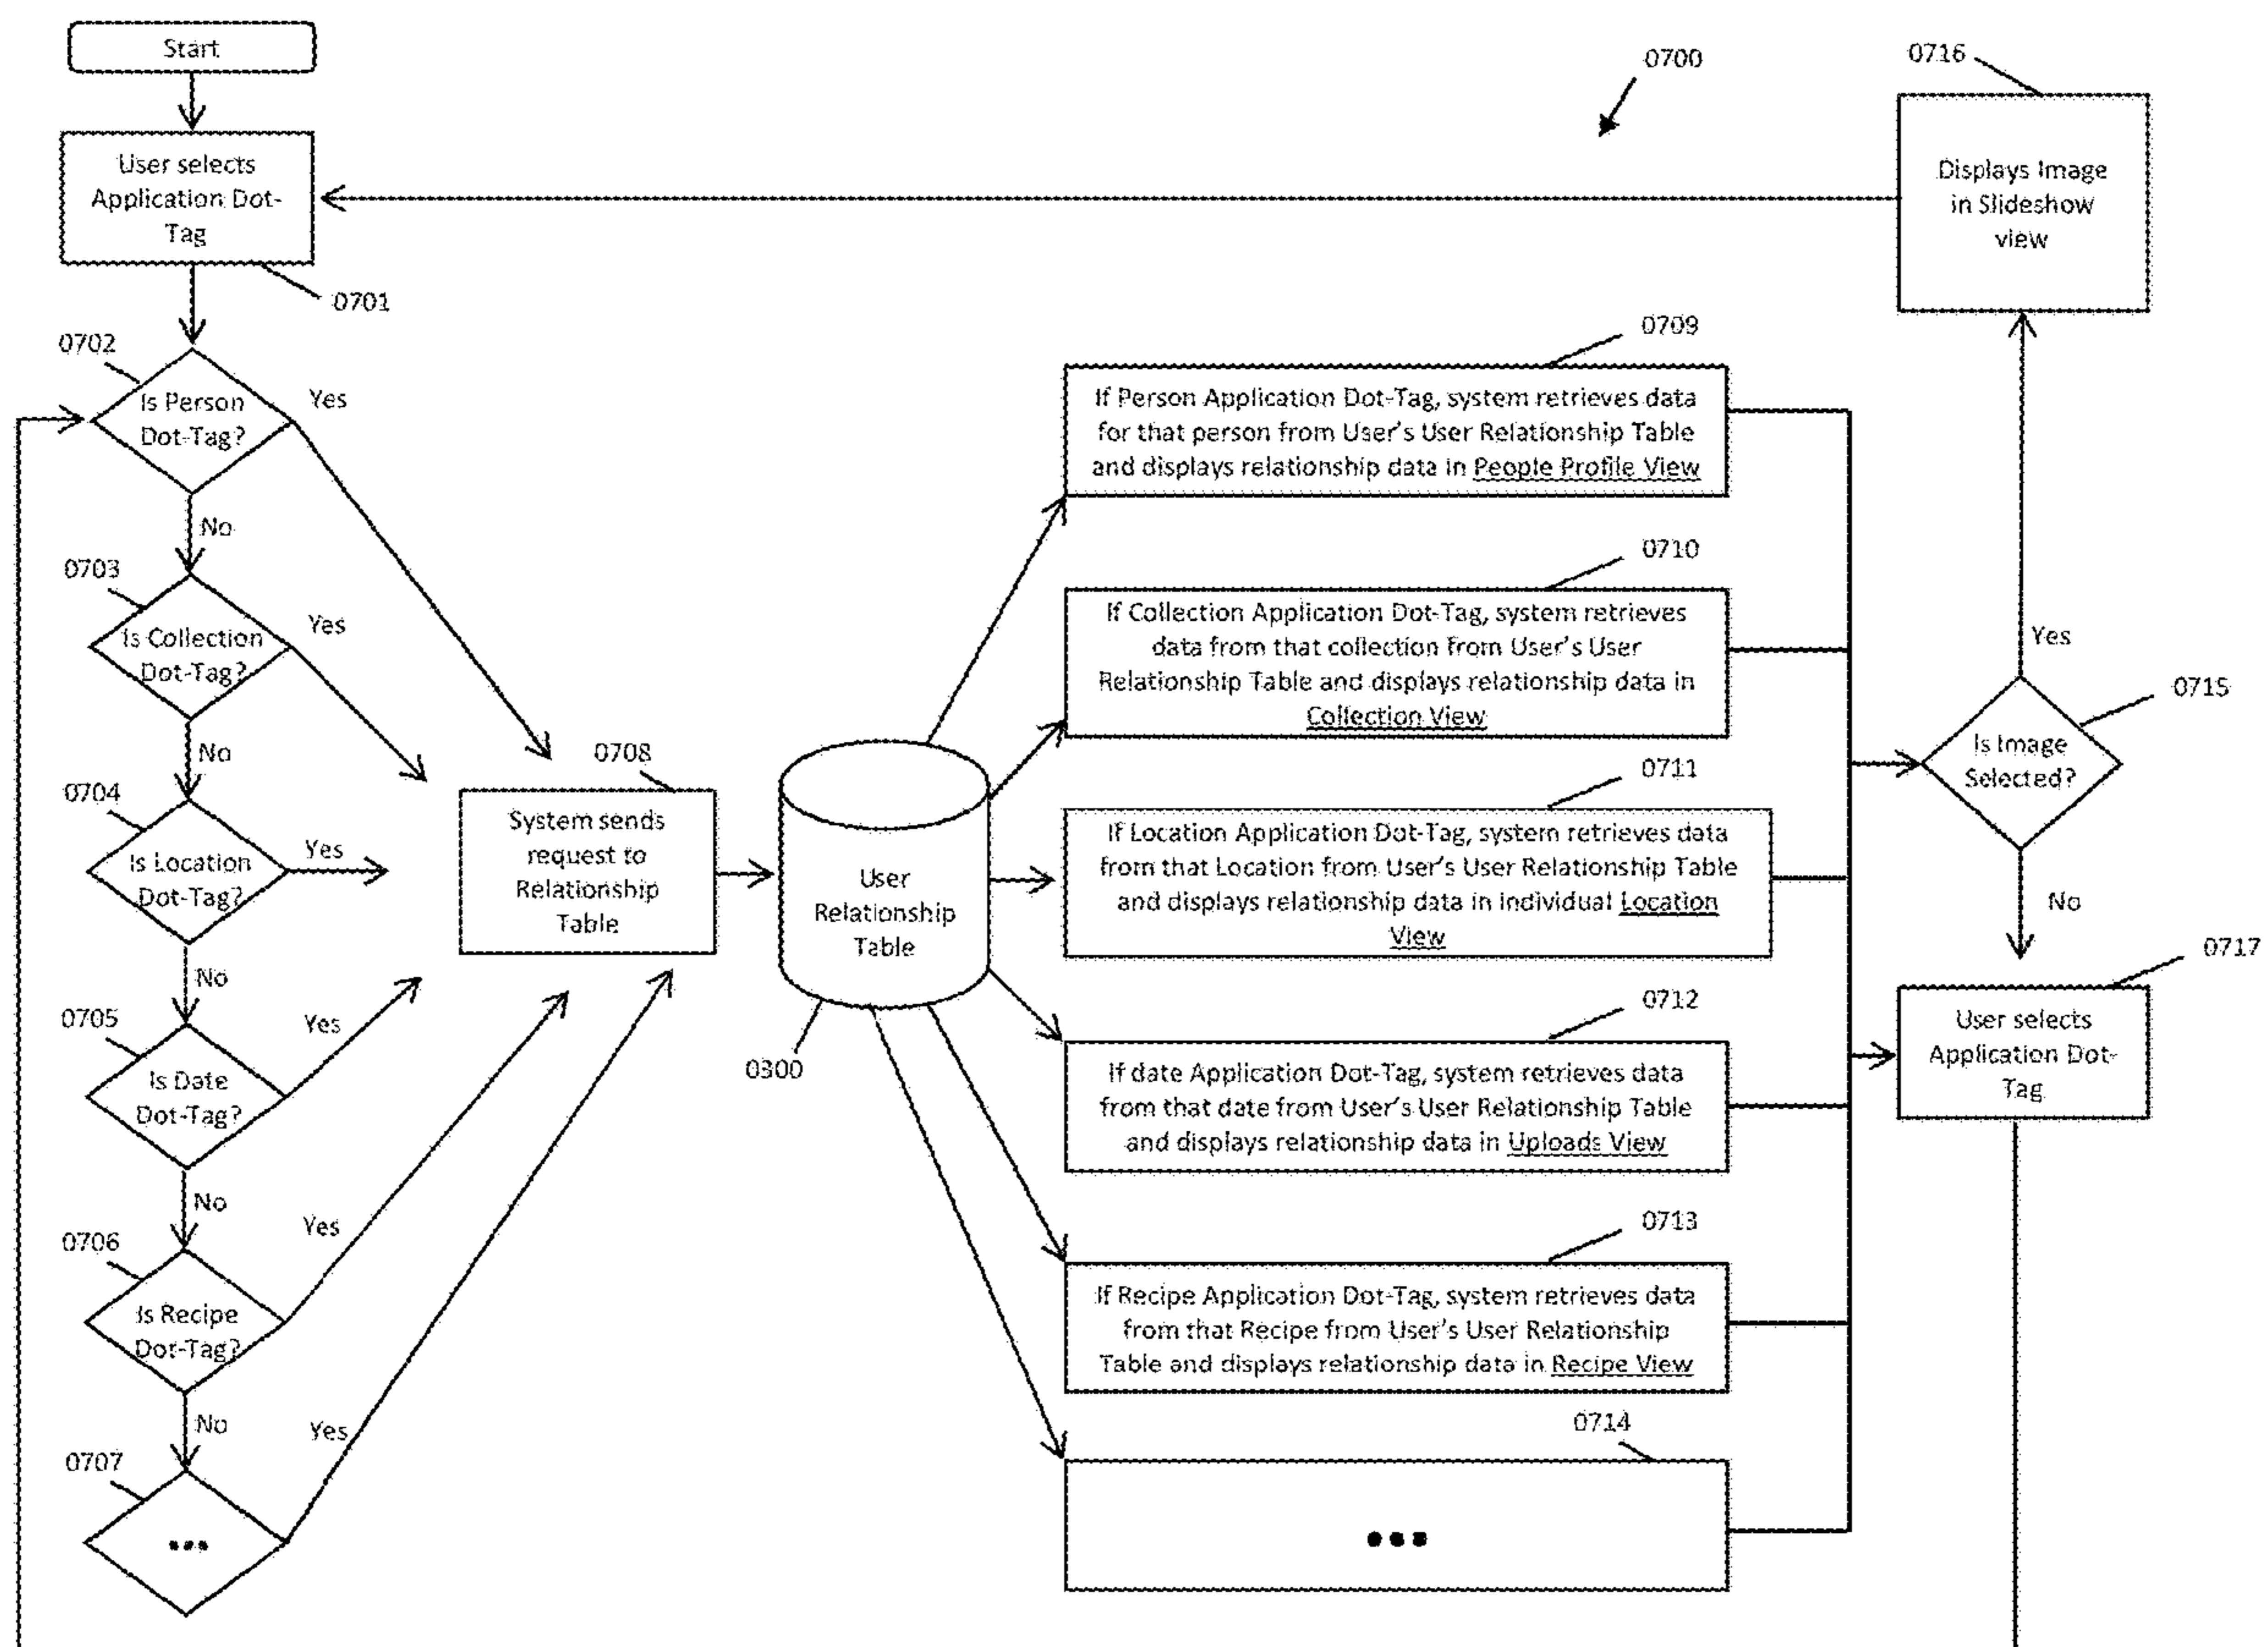 Start
User selects
Application Dot-
Tag
0701
0700
0716
Displays Image
in Slideshow
view
0702
Is Person
Dot-Tag?
Yes
No
0703
Is Collection
Dot-Tag?
Yes
No
0704
Is Location
Dot-Tag?
Yes
No
0705
Is Date
Dot-Tag?
Yes
No
0706
Is Recipe
Dot-Tag?
Yes
No
0707
...
Yes
0708
System sends
request to
Relationship
Table
User
Relationship
Table
0300
0709
If Person Application Dot-Tag, system retrieves data
for that person from User's User Relationship Table
and displays relationship data in People Profile View
0710
If Collection Application Dot-Tag, system retrieves
data from that collection from User's User
Relationship Table and displays relationship data in
Collection View
0711
If Location Application Dot-Tag, system retrieves data
from that Location from User's User Relationship Table
and displays relationship data in individual Location
View
0712
If date Application Dot-Tag, system retrieves data
from that date from User's User Relationship Table
and displays relationship data in Uploads View
0713
If Recipe Application Dot-Tag, system retrieves data
from that Recipe from User's User Relationship
Table and displays relationship data in Recipe View
0714
...
Yes
0715
Is Image
Selected?
No
0717
User selects
Application Dot-
Tag